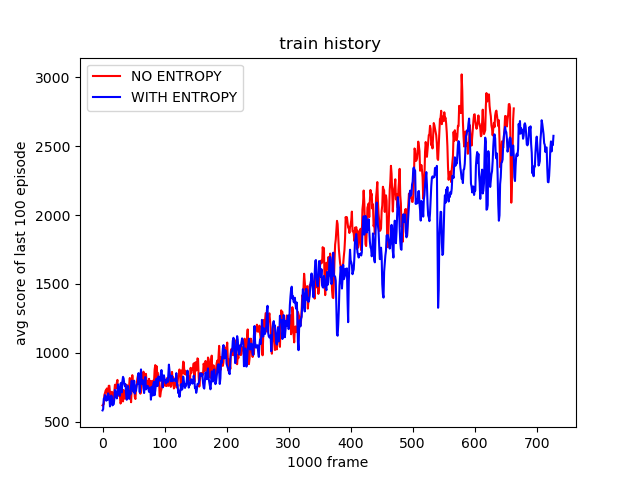 train history
NO ENTROPY
WITH ENTROPY
3000
2500
2000
1500
1000
500
avg score of last 100 episode
0 100 200 300 400 500 600 700
1000 frame